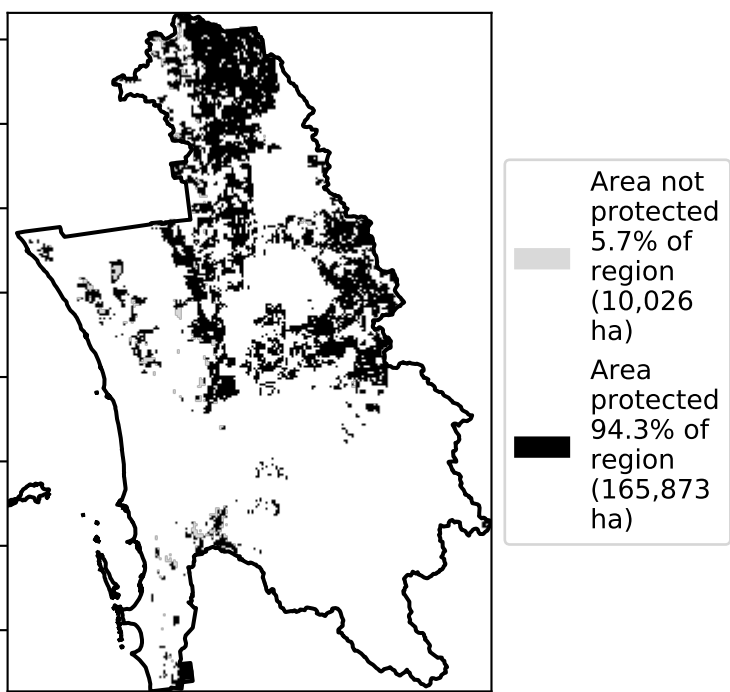 Area not
protected
5.7% of
region
(10,026
ha)
Area
protected
94.3% of
region
(165,873
ha)